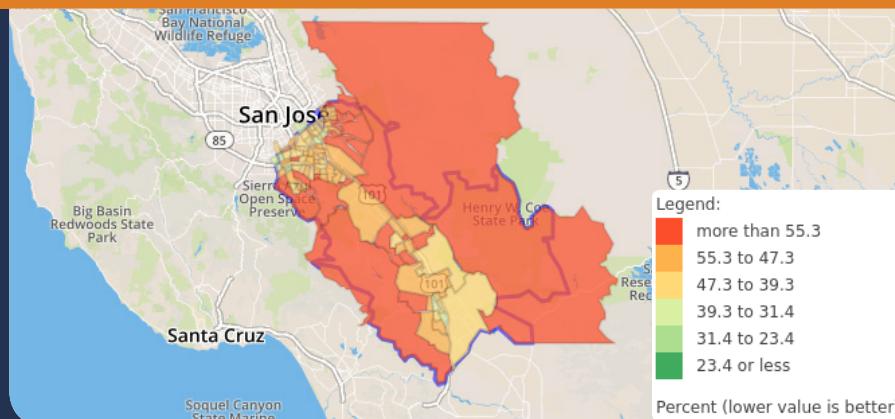 San Francisco
Bay National
Wildlife Refuge
San Jose
85
5
101
Sierra Azul
Open Space
Preserve
Henry W. Co
State Park
Big Basin
Redwoods State
Park
101
Santa Cruz
Soquel Canyon
State Marine
Legend:
more than 55.3
55.3 to 47.3
47.3 to 39.3
39.3 to 31.4
31.4 to 23.4
23.4 or less
Percent (lower value is better